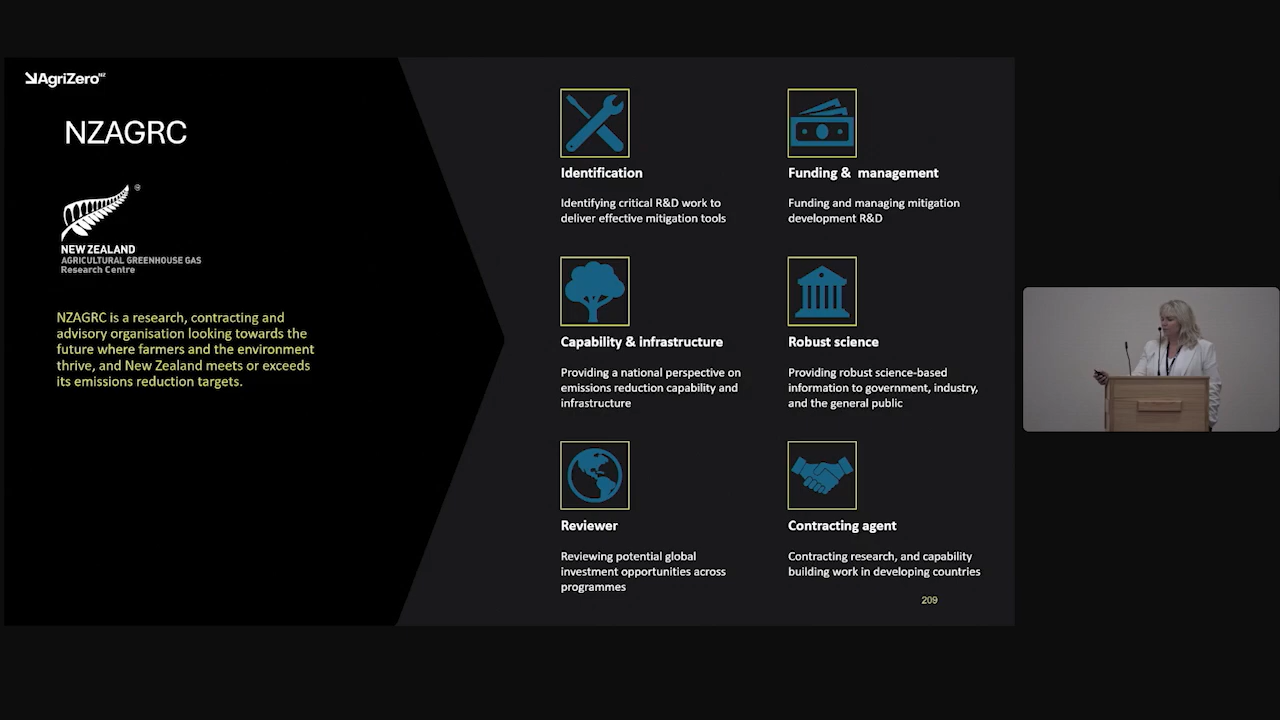 AgriZero NZ
NZAGRC
®
NEW ZEALAND
AGRICULTURAL GREENHOUSE GAS
Research Centre
NZAGRC is a research, contracting and
advisory organisation looking towards the
future where farmers and the environment
thrive, and New Zealand meets or exceeds
its emissions reduction targets.
Identification
Identifying critical R&D work to
deliver effective mitigation tools
Funding & management
Funding and managing mitigation
development R&D
Capability & infrastructure
Providing a national perspective on
emissions reduction capability and
infrastructure
Robust science
Providing robust science-based
information to government, industry,
and the general public
Reviewer
Reviewing potential global
investment opportunities across
programmes
Contracting agent
Contracting research, and capability
building work in developing countries
209